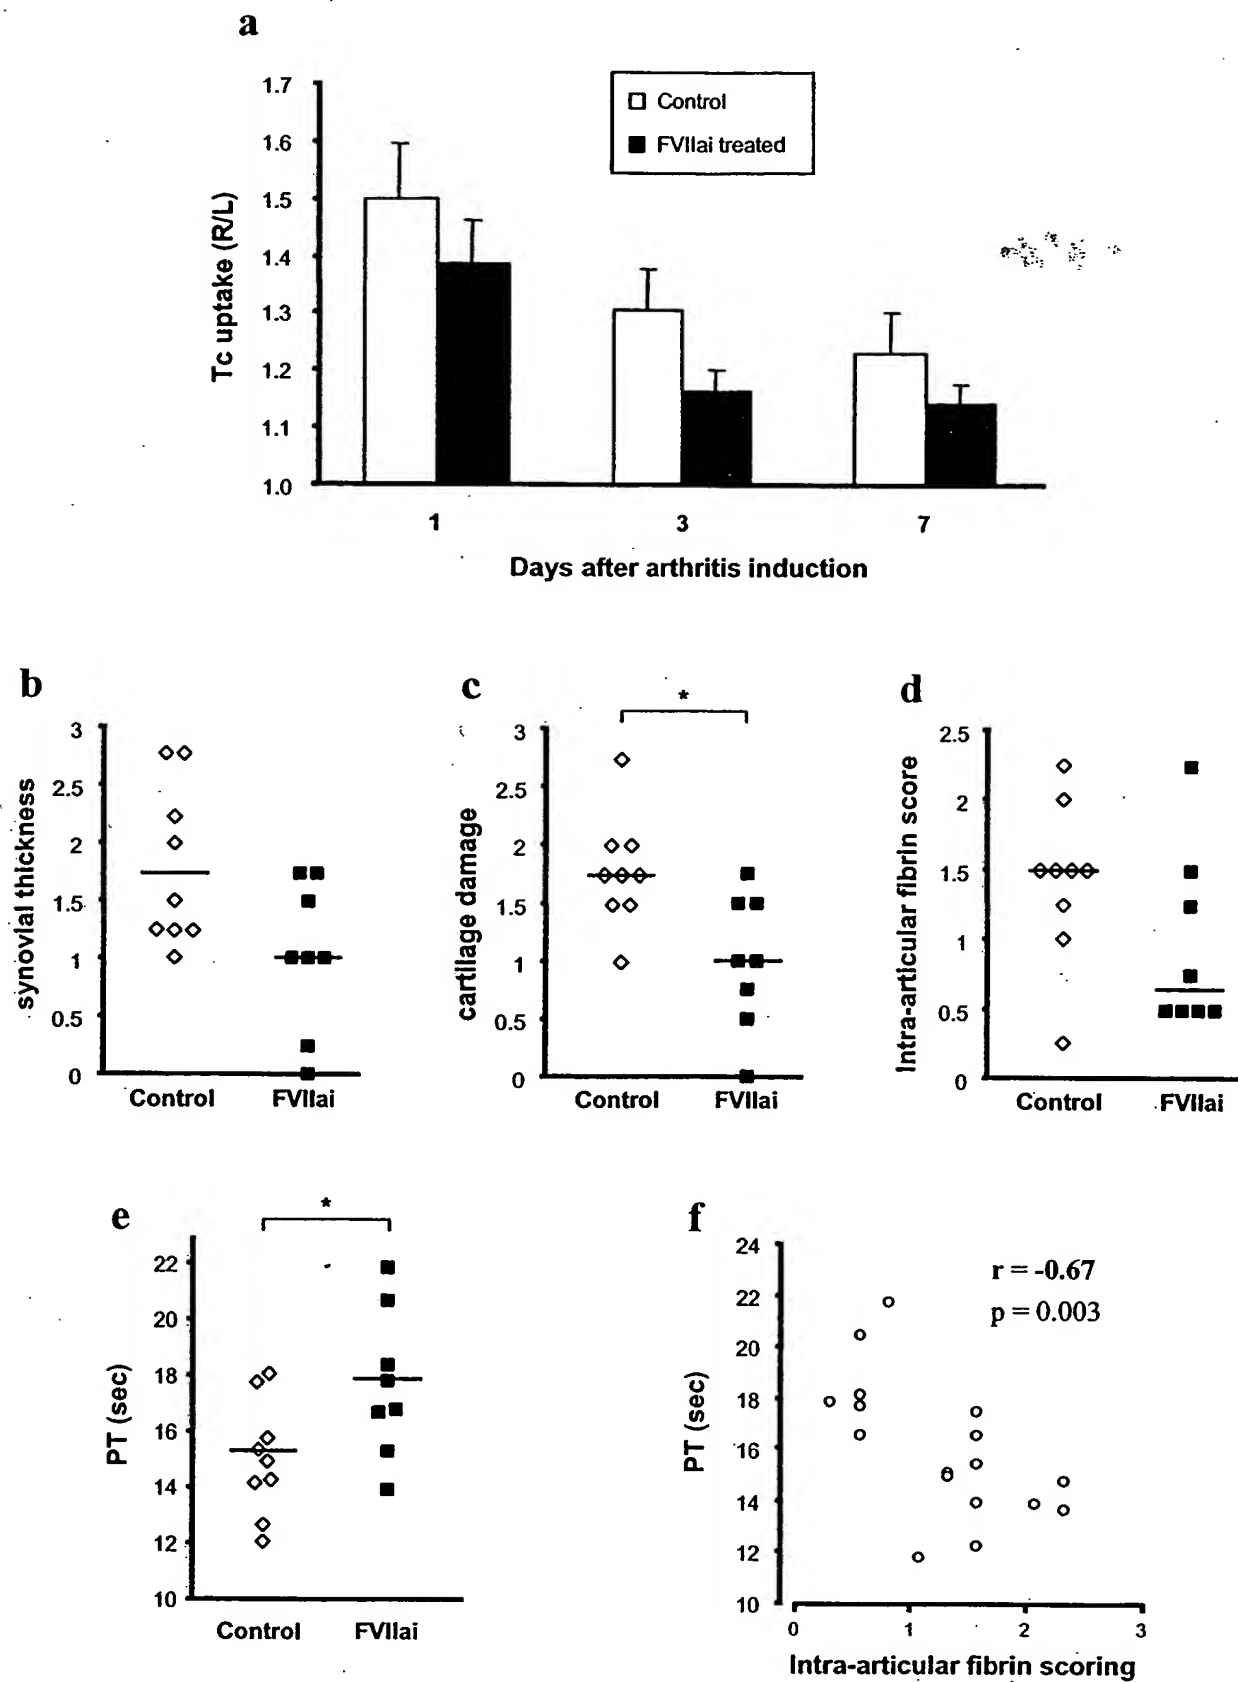 a
1.7
1.6
1.5
1.4
1.3
1.2
1.1
1.0
Tc uptake (R/L)
Control
FVIIai treated
1 3 7
Days after arthritis induction
b
3
2.5
2
1.5
1
0.5
0
synovial thickness
Control FVIIai
c
*
3
2.5
2
1.5
1
0.5
0
cartilage damage
Control FVIIai
d
2.5
2
1.5
1
0.5
0
Intra-articular fibrin score
Control FVIIai
e
*
22
20
18
16
14
12
10
PT (sec)
Control FVIIai
f
24
22
20
18
16
14
12
10
PT (sec)
r = -0.67
p = 0.003
0 1 2 3
Intra-articular fibrin scoring